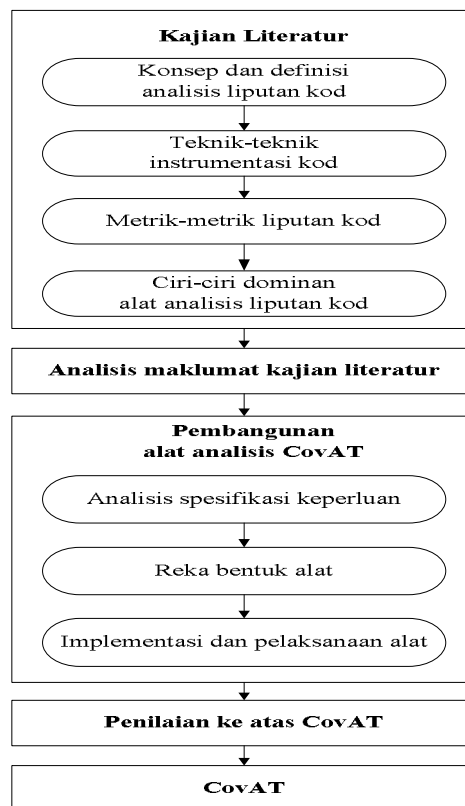 Kajian Literatur
Konsep dan definisi
analisis liputan kod
Teknik-teknik
instrumentasi kod
Metrik-metrik liputan kod
Ciri-ciri dominan
alat analisis liputan kod
Analisis maklumat kajian literatur
Pembangunan
alat analisis CovAT
Analisis spesifikasi keperluan
Reka bentuk alat
Implementasi dan pelaksanaan alat
Penilaian ke atas CovAT
CovAT